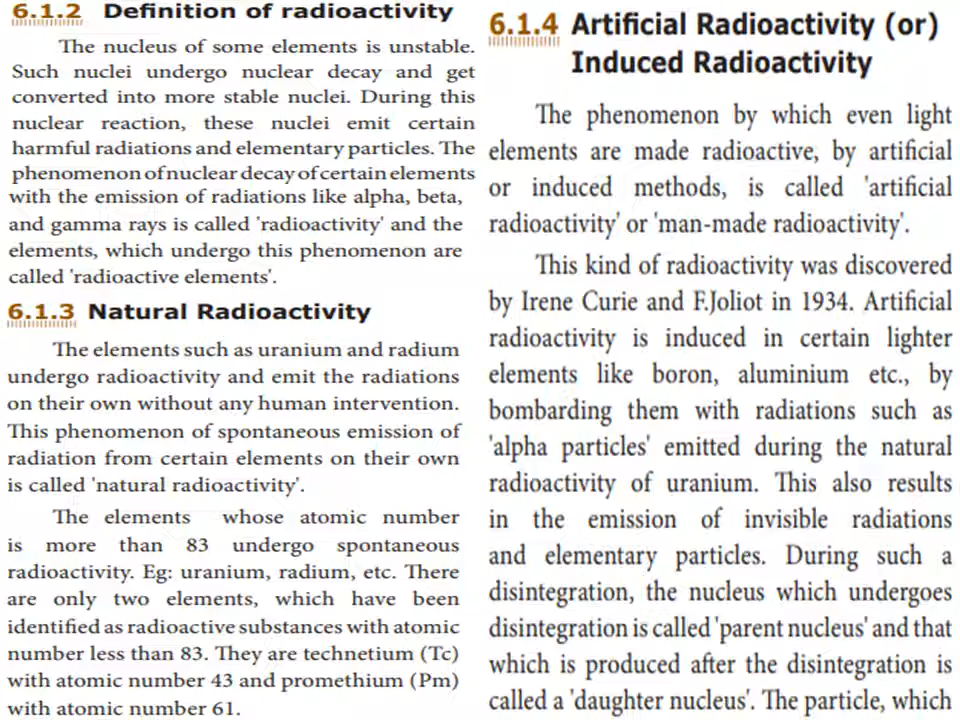 6.1.2 Definition of radioactivity
The nucleus of some elements is unstable.
Such nuclei undergo nuclear decay and get
converted into more stable nuclei. During this
nuclear reaction, these nuclei emit certain
harmful radiations and elementary particles. The
phenomenon of nuclear decay of certain elements
with the emission of radiations like alpha, beta,
and gamma rays is called 'radioactivity' and the
elements, which undergo this phenomenon are
called 'radioactive elements'.
6.1.3 Natural Radioactivity
The elements such as uranium and radium
undergo radioactivity and emit the radiations
on their own without any human intervention.
This phenomenon of spontaneous emission of
radiation from certain elements on their own
is called 'natural radioactivity'.
The elements whose atomic number
is more than 83 undergo spontaneous
radioactivity. Eg: uranium, radium, etc. There
are only two elements, which have been
identified as radioactive substances with atomic
number less than 83. They are technetium (Tc)
with atomic number 43 and promethium (Pm)
with atomic number 61.
6.1.4 Artificial Radioactivity (or)
Induced Radioactivity
The phenomenon by which even light
elements are made radioactive, by artificial
or induced methods, is called 'artificial
radioactivity' or 'man-made radioactivity'.
This kind of radioactivity was discovered
by Irene Curie and F.Joliot in 1934. Artificial
radioactivity is induced in certain lighter
elements like boron, aluminium etc., by
bombarding them with radiations such as
'alpha particles' emitted during the natural
radioactivity of uranium. This also results
in the emission of invisible radiations
and elementary particles. During such a
disintegration, the nucleus which undergoes
disintegration is called 'parent nucleus' and that
which is produced after the disintegration is
called a 'daughter nucleus'. The particle, which